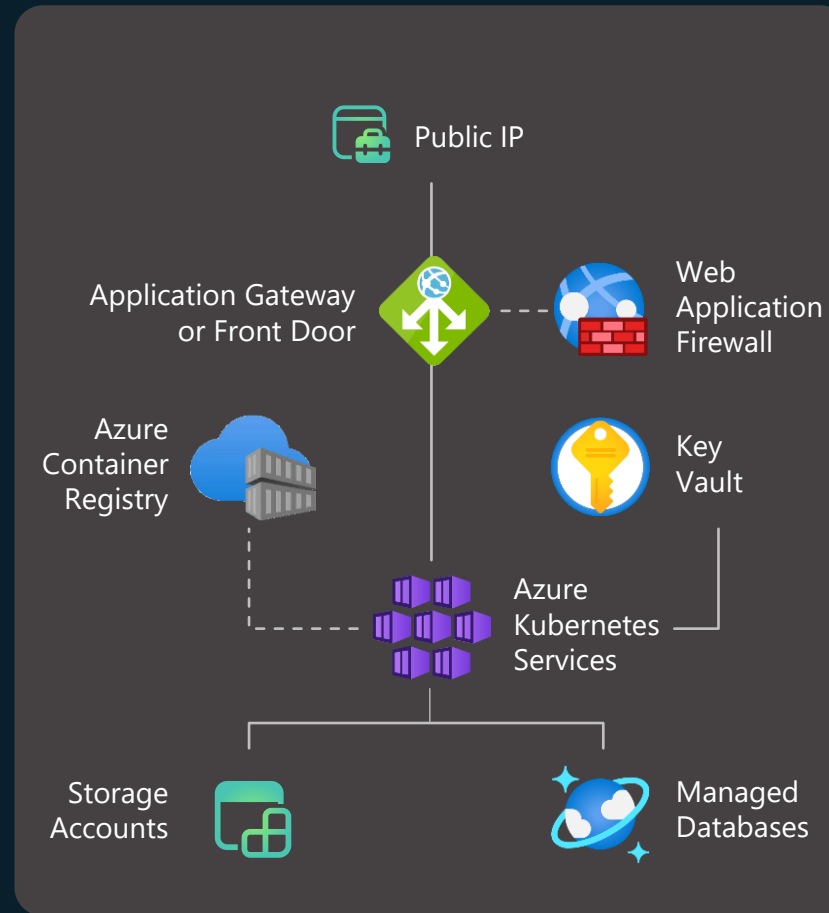 Public IP
Application Gateway
or Front Door
Web
Application
Firewall
Azure
Container
Registry
Key
Vault
Azure
Kubernetes
Services
Storage
Accounts
Managed
Databases